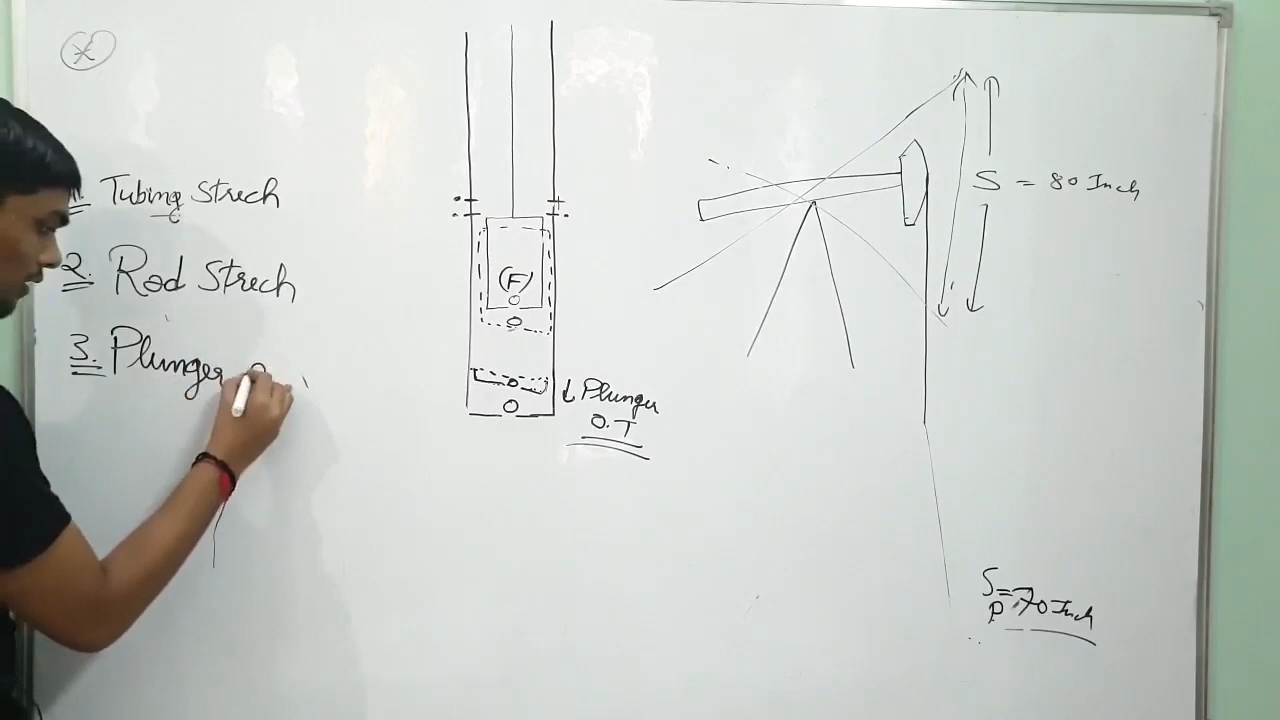 1. Tubing Strech
2. Rod Strech
3. Plunger O
(F)
Plunger
O.T
S = 80 Inch
Sp = 70 Inch